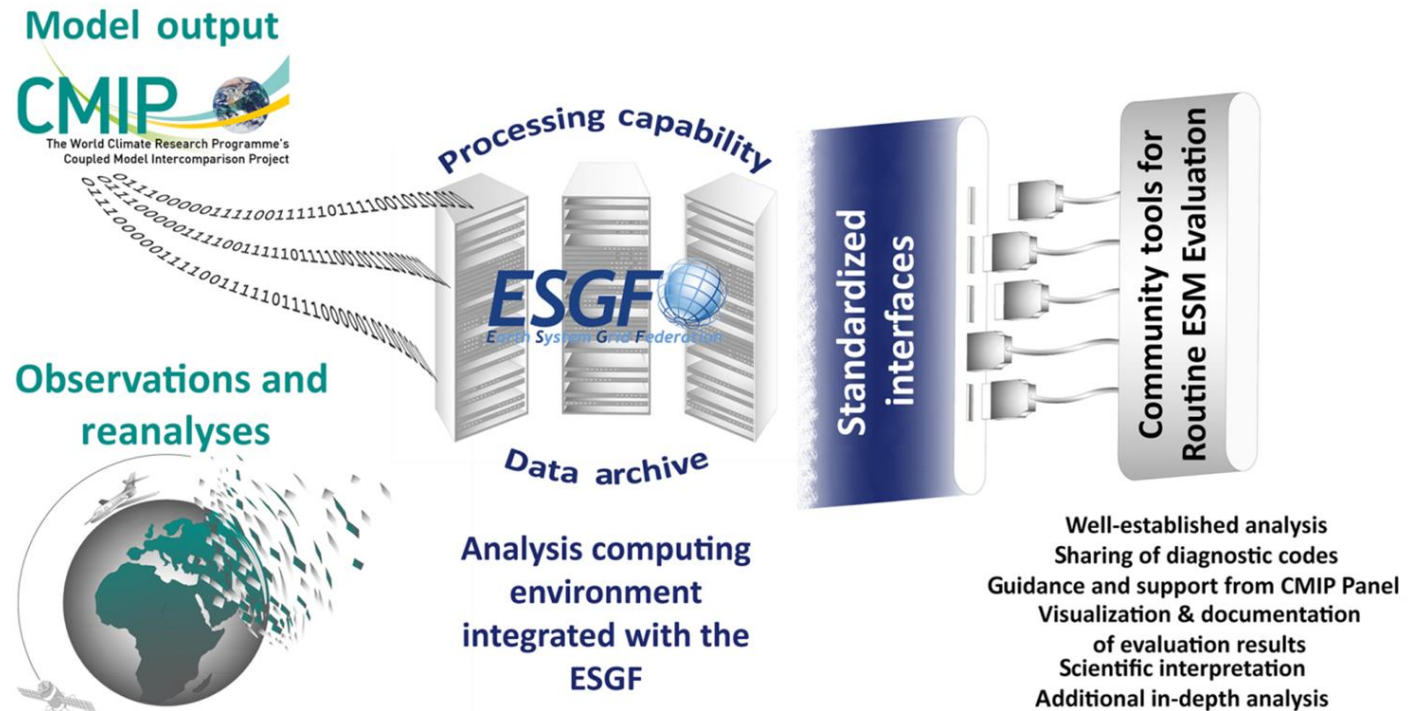 Model output
CMIP
The World Climate Research Programme's
Coupled Model Intercomparison Project
Observations and
reanalyses
Processing capability
ESGF
Earth System Grid Federation
Data archive
Analysis computing
environment
integrated with the
ESGF
Standardized
interfaces
Community tools for
Routine ESM Evaluation
Well-established analysis
Sharing of diagnostic codes
Guidance and support from CMIP Panel
Visualization & documentation
of evaluation results
Scientific interpretation
Additional in-depth analysis